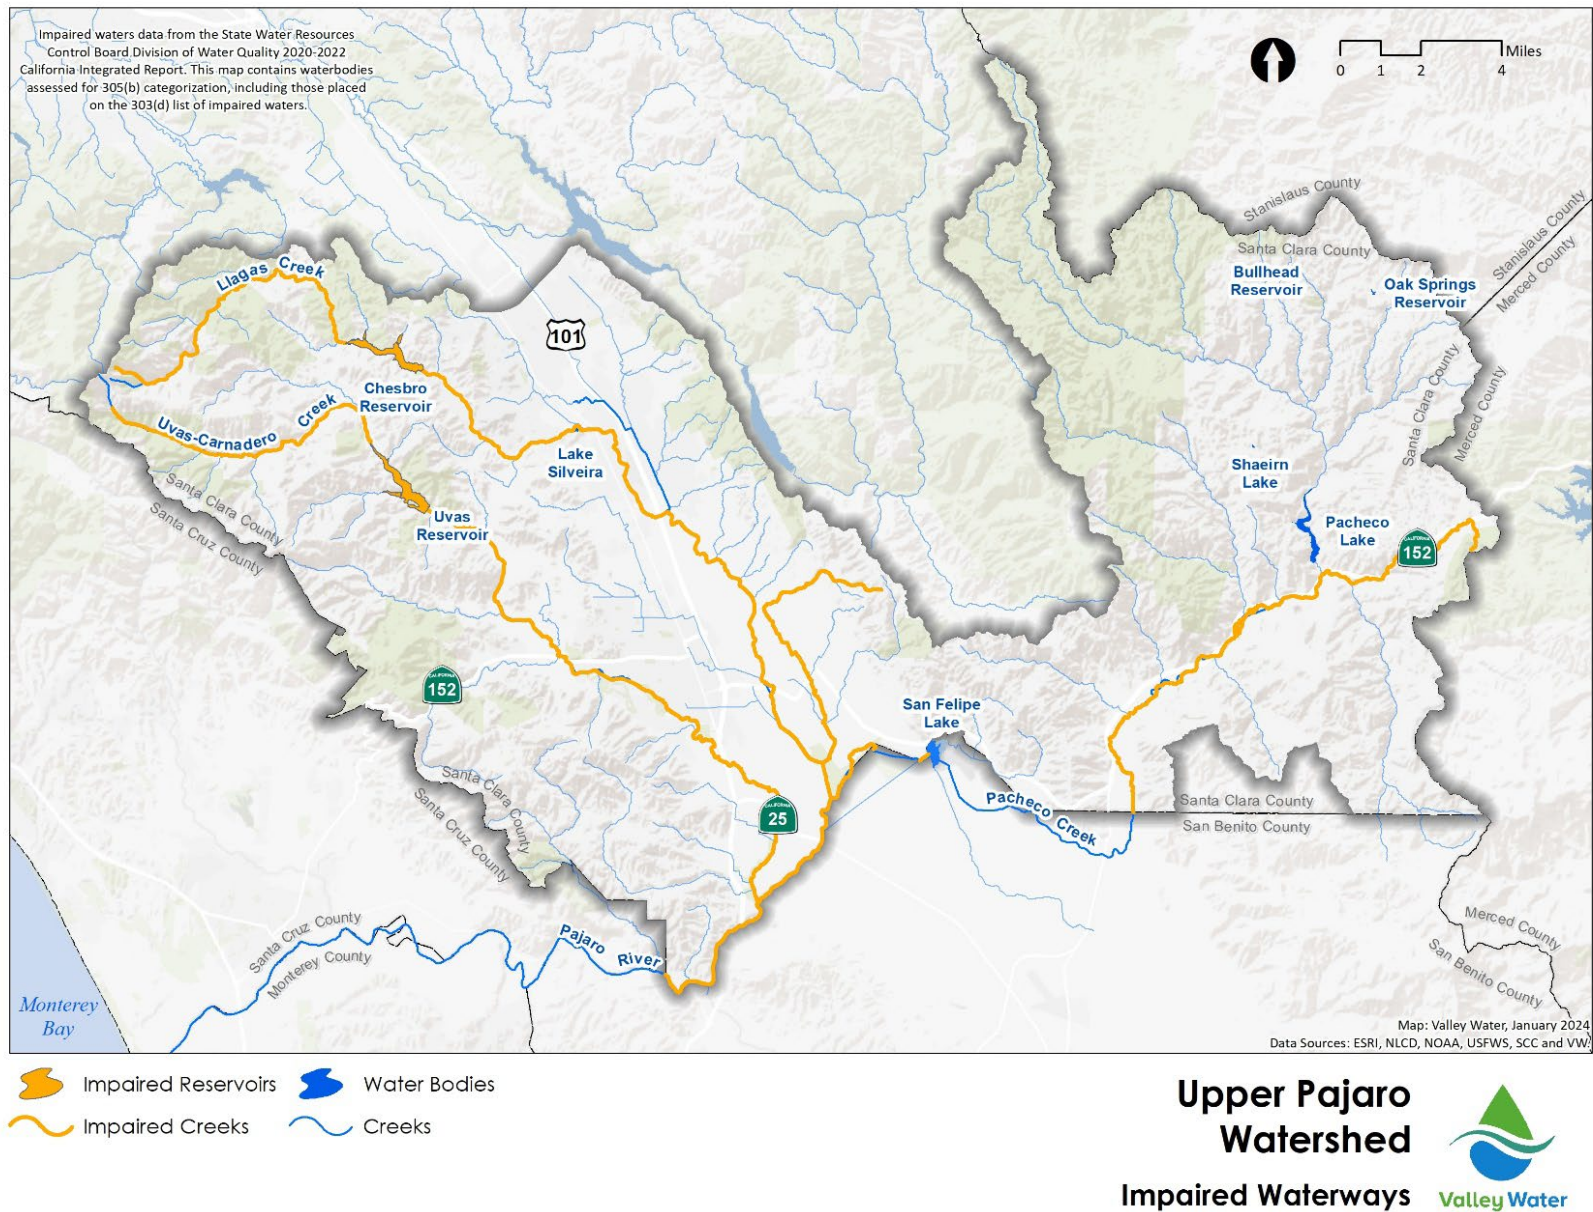 Impaired waters data from the State Water Resources
Control Board Division of Water Quality 2020-2022
California Integrated Report. This map contains waterbodies
assessed for 305(b) categorization, including those placed
on the 303(d) list of impaired waters.
Miles
0 1 2 4
Stanislaus County
Santa Clara County
Stanislaus County
Merced County
Bullhead
Reservoir
Oak Springs
Reservoir
Llagas Creek
101
Chesbro
Reservoir
Santa Clara County
Merced County
Uvas-Carnadero Creek
Lake
Silveira
Shaeirn
Lake
Santa Clara County
Santa Cruz County
Uvas
Reservoir
Pacheco
Lake
CALIFORNIA
152
CALIFORNIA
152
San Felipe
Lake
Santa Clara County
Santa Cruz County
CALIFORNIA
25
Pacheco Creek
Santa Clara County
San Benito County
Santa Cruz County
Monterey County
Pajaro River
Merced County
San Benito County
Monterey
Bay
Map: Valley Water, January 2024
Data Sources: ESRI, NLCD, NOAA, USFWS, SCC and VW.
Impaired Reservoirs
Water Bodies
Impaired Creeks
Creeks
Upper Pajaro
Watershed
Impaired Waterways
Valley Water